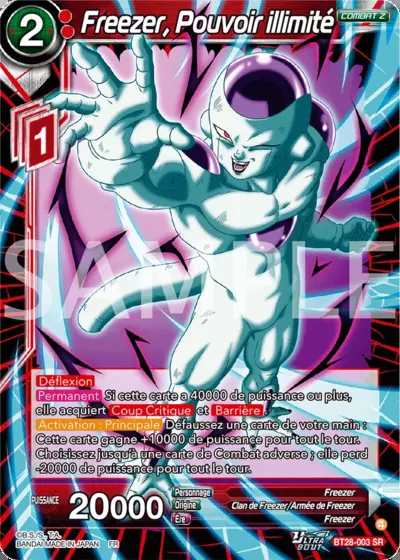 2
Freezer, Pouvoir illimité
COMBAT Z
1
SAMPLE
Déflexion
Permanent Si cette carte a 40000 de puissance ou plus,
elle acquiert Coup Critique et Barrière.
Activation : Principale Défaussez une carte de votre main :
Cette carte gagne +10000 de puissance pour tout le tour.
Choisissez jusqu'à une carte de Combat adverse ; elle perd
-20000 de puissance pour tout le tour.
PUISSANCE 20000
Personnage Freezer
Origine Clan de Freezer/Armée de Freezer
Ère Freezer
©B.S./S., T.A.
BANDAI MADE IN JAPAN FR
ULTRA BOUT
4
BT28-003 SR